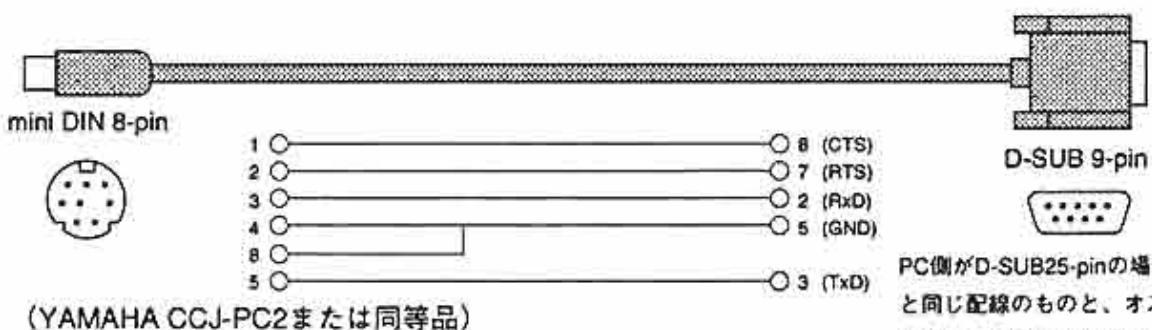 mini DIN 8-pin
D-SUB 9-pin
1 8 (CTS)
2 7 (RTS)
3 2 (RxD)
4 5 (GND)
8
5 3 (TxD)
PC側がD-SUB25-pinの場
と同じ配線のものと、オス
(YAMAHA CCJ-PC2または同等品)